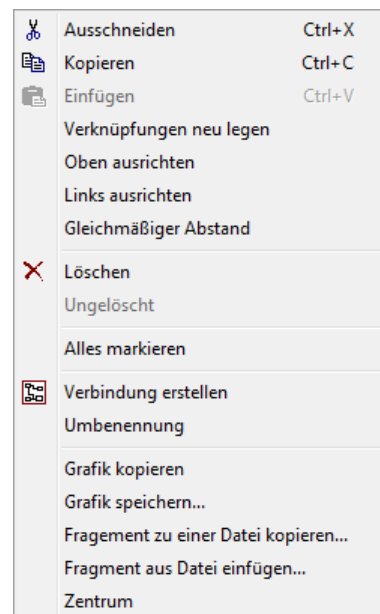 Ausschneiden Ctrl+X
Kopieren Ctrl+C
Einfügen Ctrl+V
Verknüpfungen neu legen
Oben ausrichten
Links ausrichten
Gleichmäßiger Abstand
Löschen
Ungelöscht
Alles markieren
Verbindung erstellen
Umbenennung
Grafik kopieren
Grafik speichern...
Fragement zu einer Datei kopieren...
Fragment aus Datei einfügen...
Zentrum